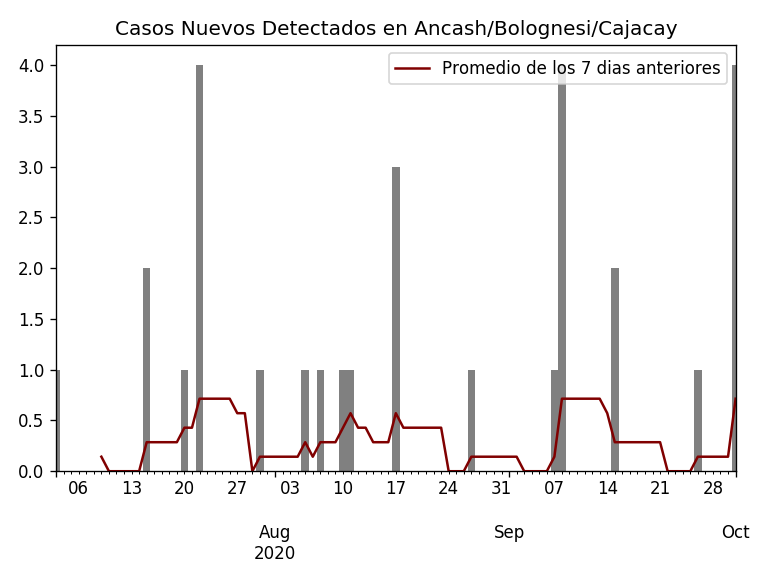 Casos Nuevos Detectados en Ancash/Bolognesi/Cajacay
Promedio de los 7 dias anteriores
4.0
3.5
3.0
2.5
2.0
1.5
1.0
0.5
0.0
06 13 20 27 03 10 17 24 31 07 14 21 28
Aug Sep Oct
2020